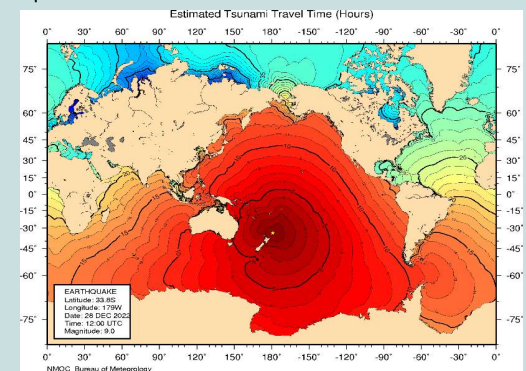 Estimated Tsunami Travel Time (Hours)
0° 30° 60° 90° 120° 150° 180° -150° -120° -90° -60° -30° 0°
75° 75°
60° 60°
45° 45°
30° 30°
15° 15°
0° 0°
-15° -15°
-30° -30°
-45° -45°
-60° -60°
-75° -75°
EARTHQUAKE
Latitude: 33.8S
Longitude: 179W
Date: 28 DEC 2022
Time: 12:00 UTC
Magnitude: 9.0
0° 30° 60° 90° 120° 150° 180° -150° -120° -90° -60° -30° 0°
NMOC Bureau of Meteorology